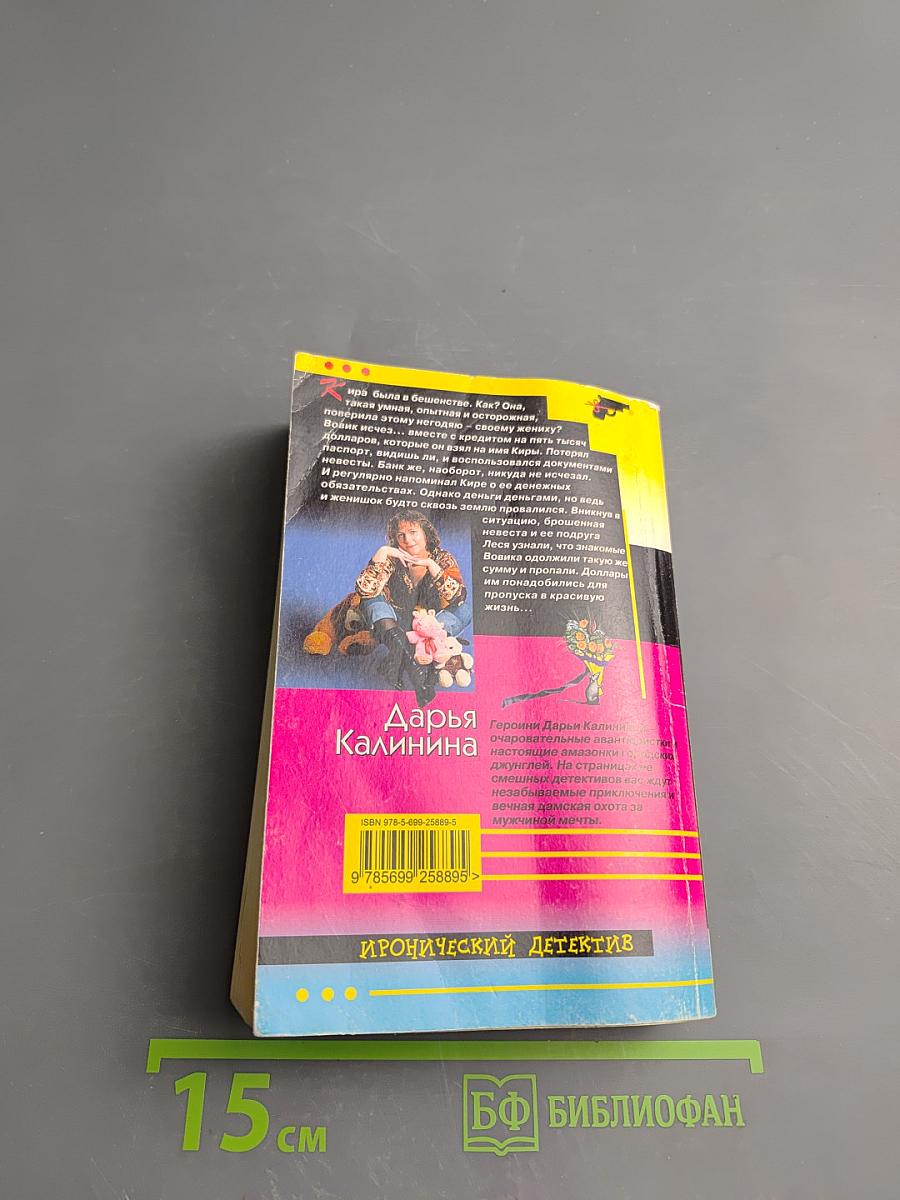 Кира была в бешенстве. Как? Она,
такая умная, опытная и осторожная,
поверила этому негодяю – своему жениху?
Вовик исчез... вместе с кредитом на пять тысяч
долларов, которые он взял на имя Киры. Потерял
паспорт, видишь ли, и воспользовался документами
невесты. Банк же, наоборот, никуда не исчезал.
И регулярно напоминал Кире о ее денежных
обязательствах. Однако деньги деньгами, но ведь
и женишок будто сквозь землю провалился. Вникнув в
ситуацию, брошенная
невеста и ее подруга
Леся узнали, что знакомые
Вовика одолжили такую же
сумму и пропали. Доллары
им понадобились для
пропуска в красивую
жизнь...
Дарья
Калинина
Героини Дарьи Калининой –
очаровательные авантюристки,
настоящие амазонки городских
джунглей. На страницах ее
смешных детективов вас ждут
незабываемые приключения и
вечная дамская охота за
мужчиной мечты.
ISBN 978-5-699-25889-5
9 785699 258895 >
ИРОНИЧЕСКИЙ ДЕТЕКТИВ
15 см
БФ БИБЛИОФАН